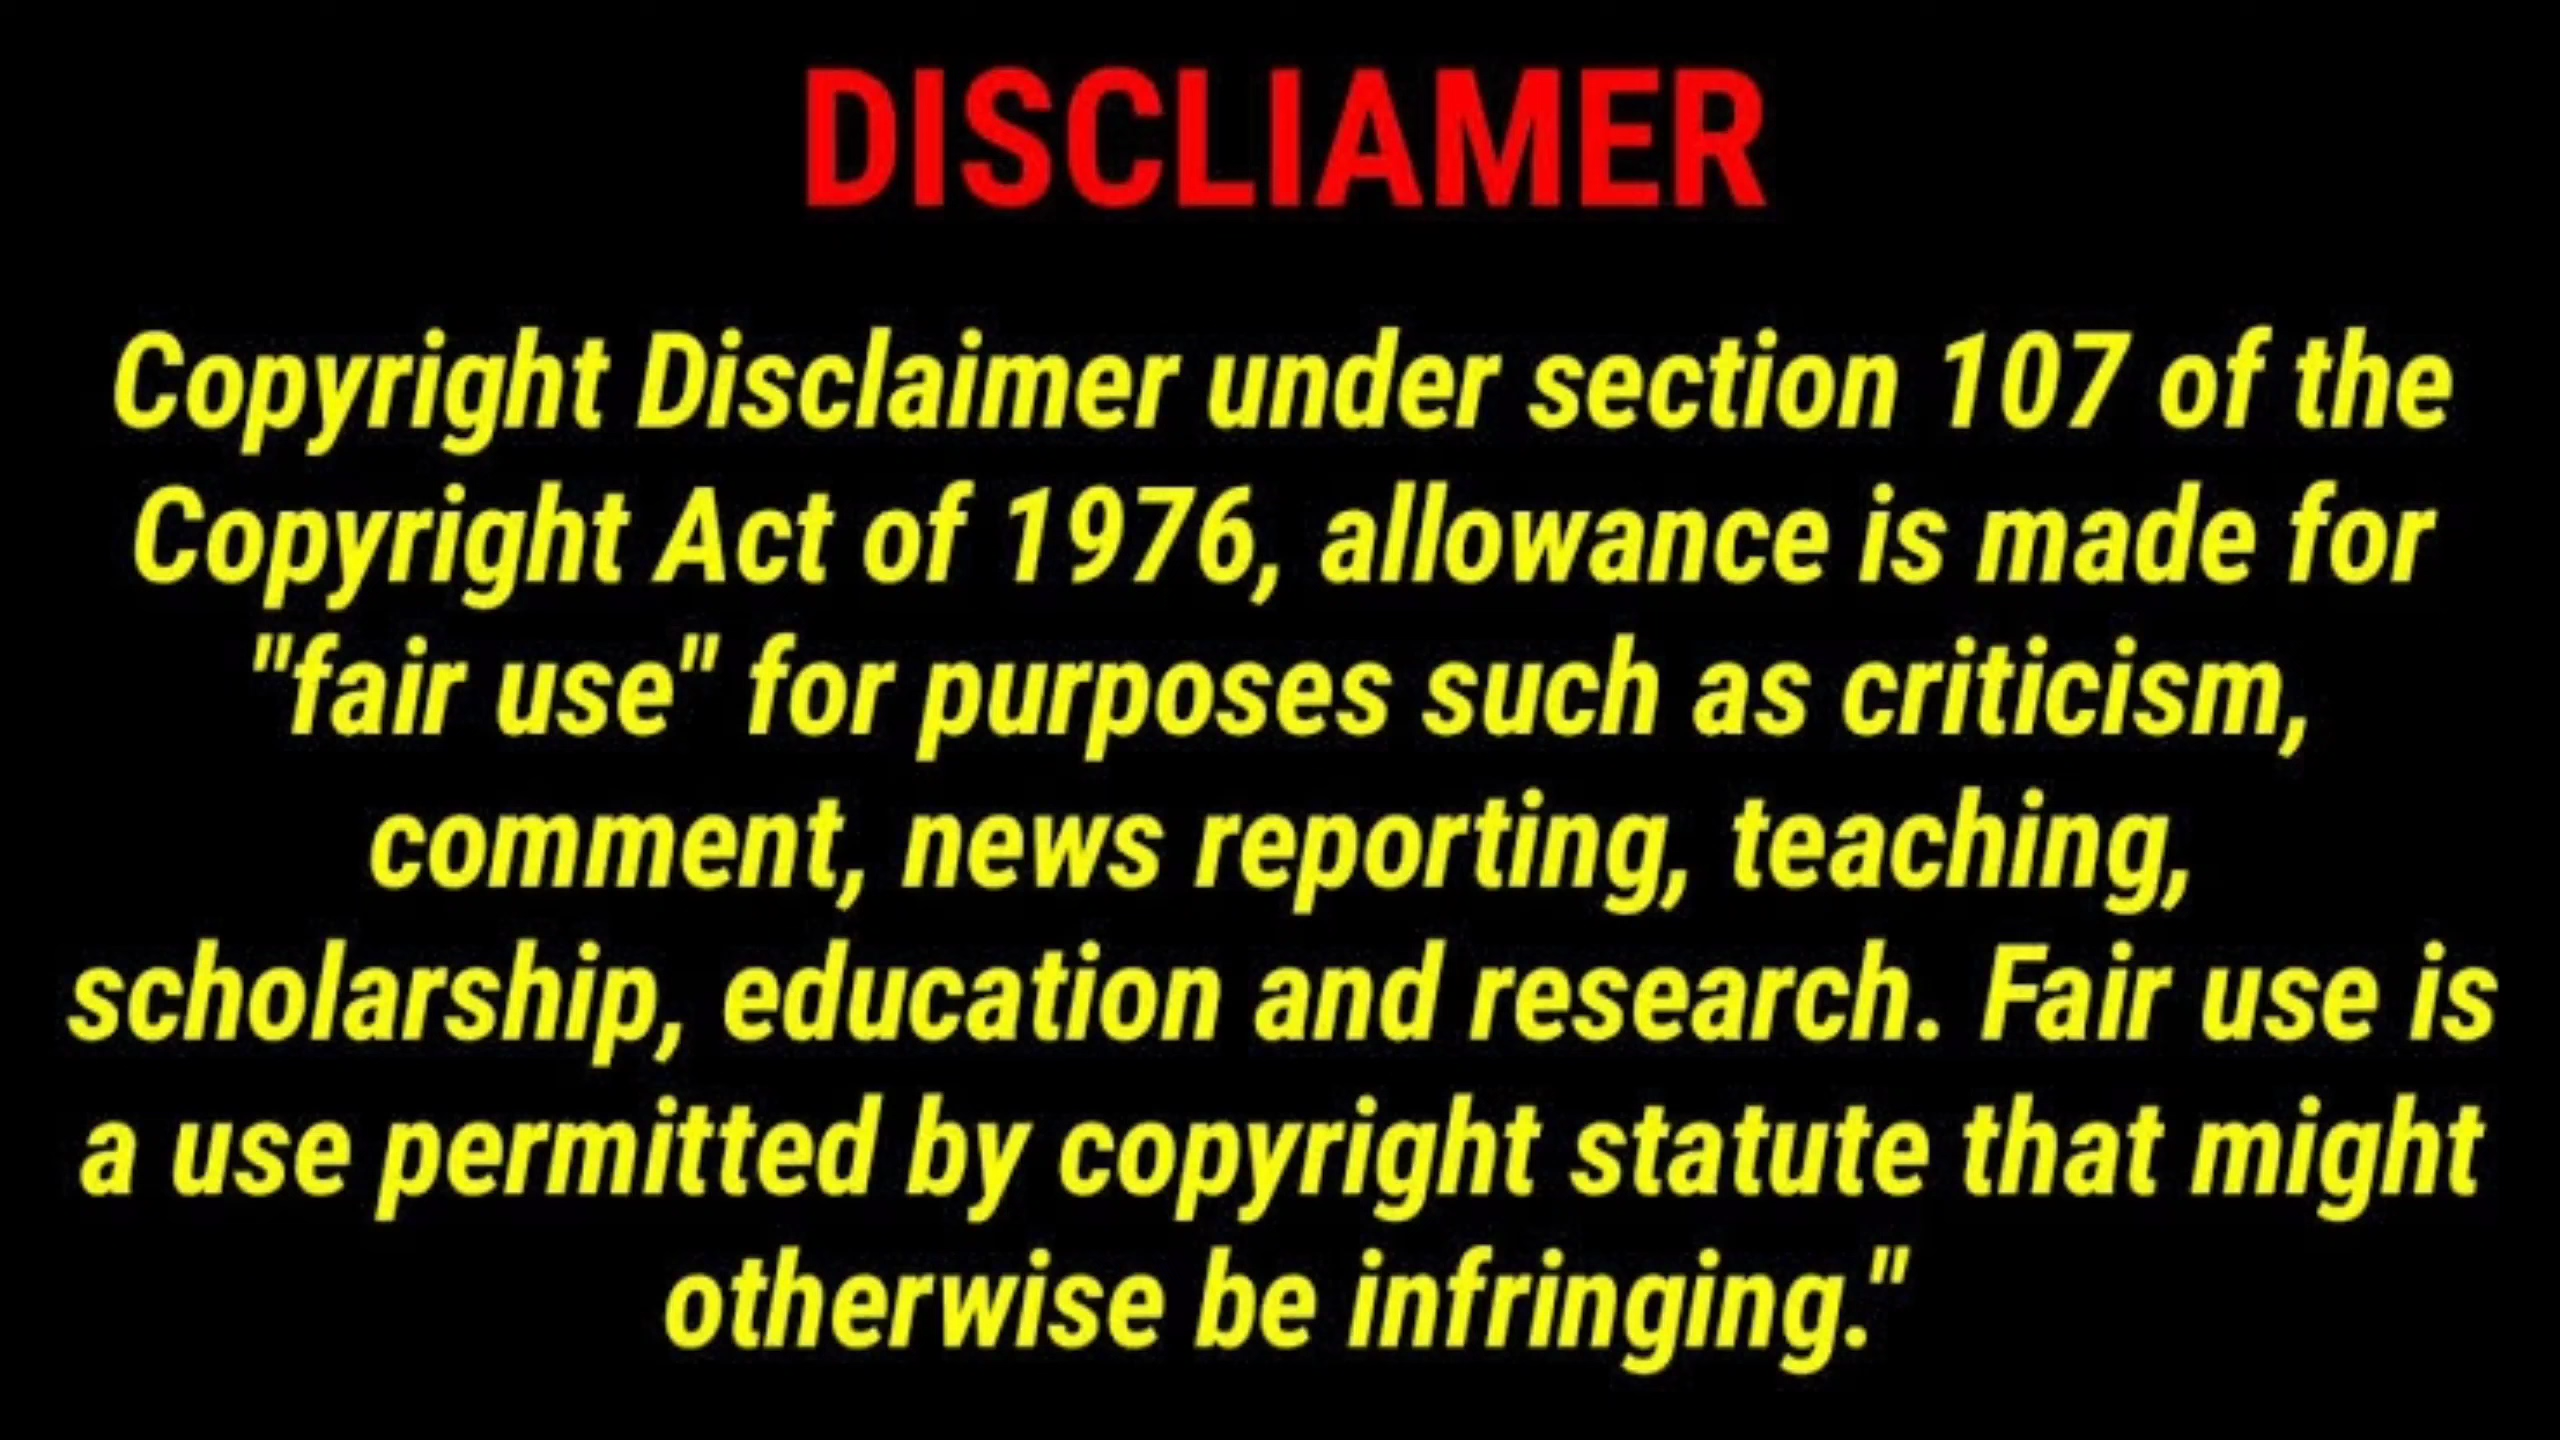 DISCLIAMER
Copyright Disclaimer under section 107 of the
Copyright Act of 1976, allowance is made for
"fair use" for purposes such as criticism,
comment, news reporting, teaching,
scholarship, education and research. Fair use is
a use permitted by copyright statute that might
otherwise be infringing."